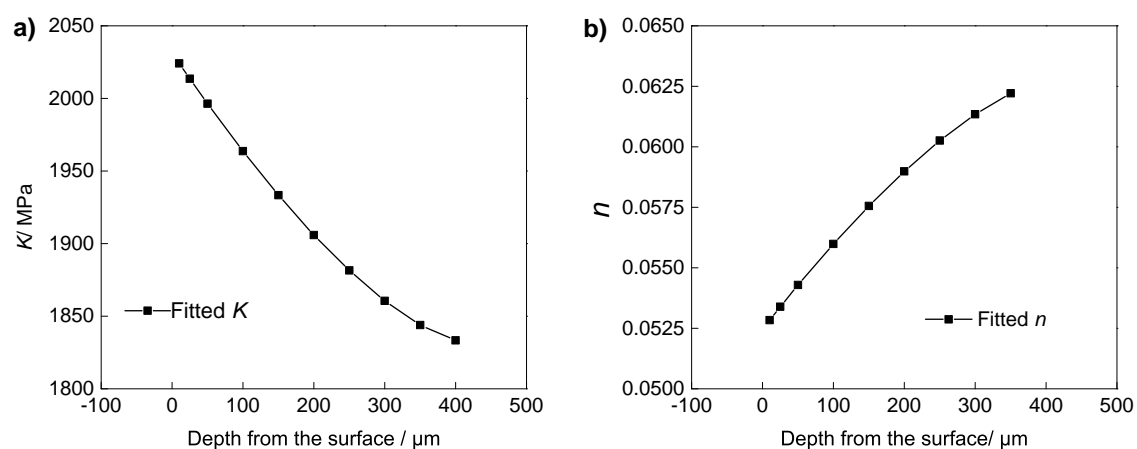 a)
2050
2000
1950
1900
1850
1800
K/ MPa
Fitted K
-100 0 100 200 300 400 500
Depth from the surface / μm
b)
0.0650
0.0625
0.0600
0.0575
0.0550
0.0525
0.0500
n
Fitted n
-100 0 100 200 300 400 500
Depth from the surface/ μm